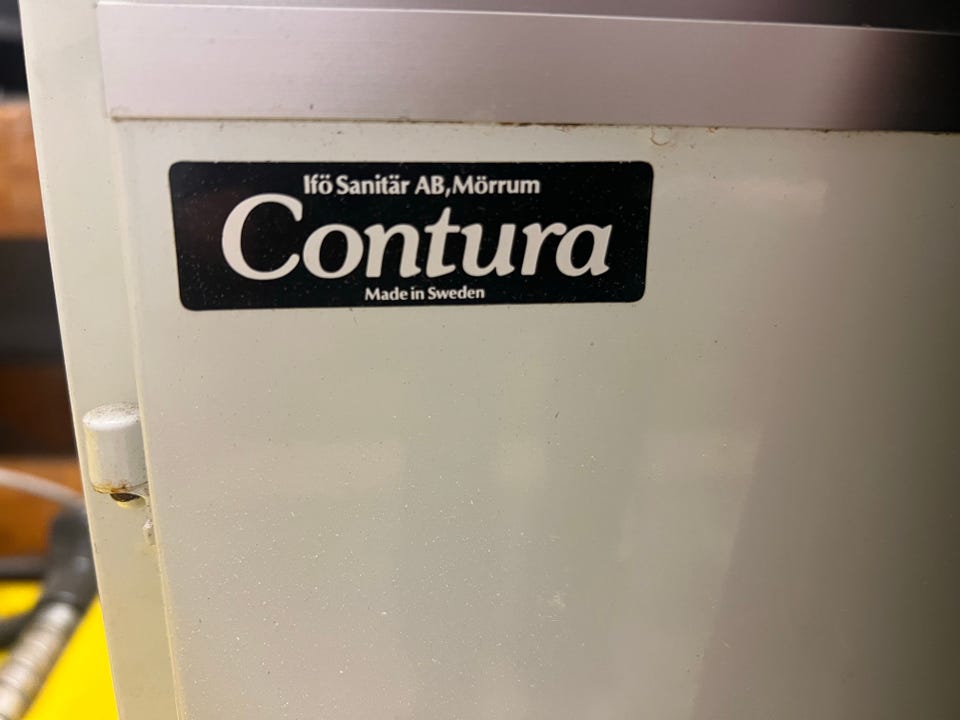 Ifö Sanitär AB, Mörrum
Contura
Made in Sweden